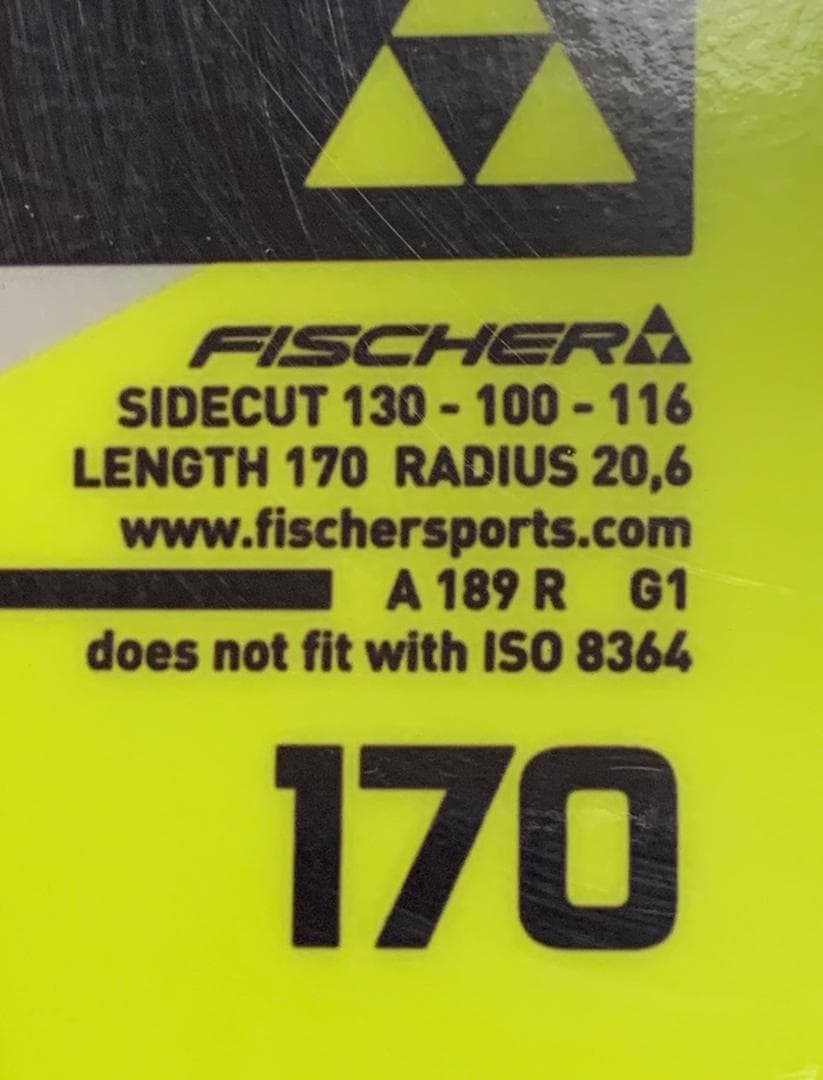 FISCHER
SIDECUT 130 - 100 - 116
LENGTH 170 RADIUS 20,6
www.fischersports.com
A 189 R G1
does not fit with ISO 8364
170